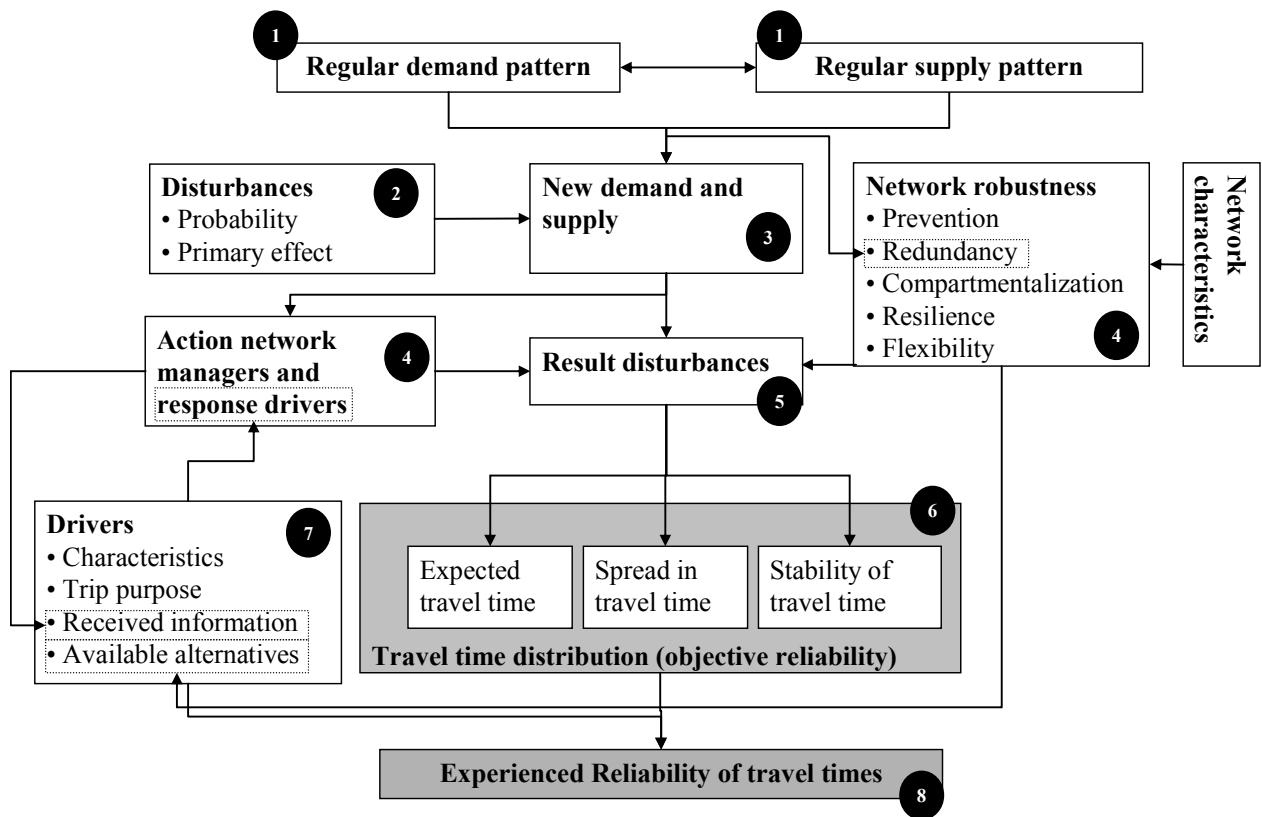 1
Regular demand pattern
1
Regular supply pattern
Disturbances
• Probability
• Primary effect
2
New demand and
supply
3
Network robustness
• Prevention
• Redundancy
• Compartmentalization
• Resilience
• Flexibility
4
Network
characteristics
Action network
managers and
response drivers
4
Result disturbances
5
Drivers
• Characteristics
• Trip purpose
• Received information
• Available alternatives
7
6
Expected
travel time
Spread in
travel time
Stability of
travel time
Travel time distribution (objective reliability)
Experienced Reliability of travel times
8